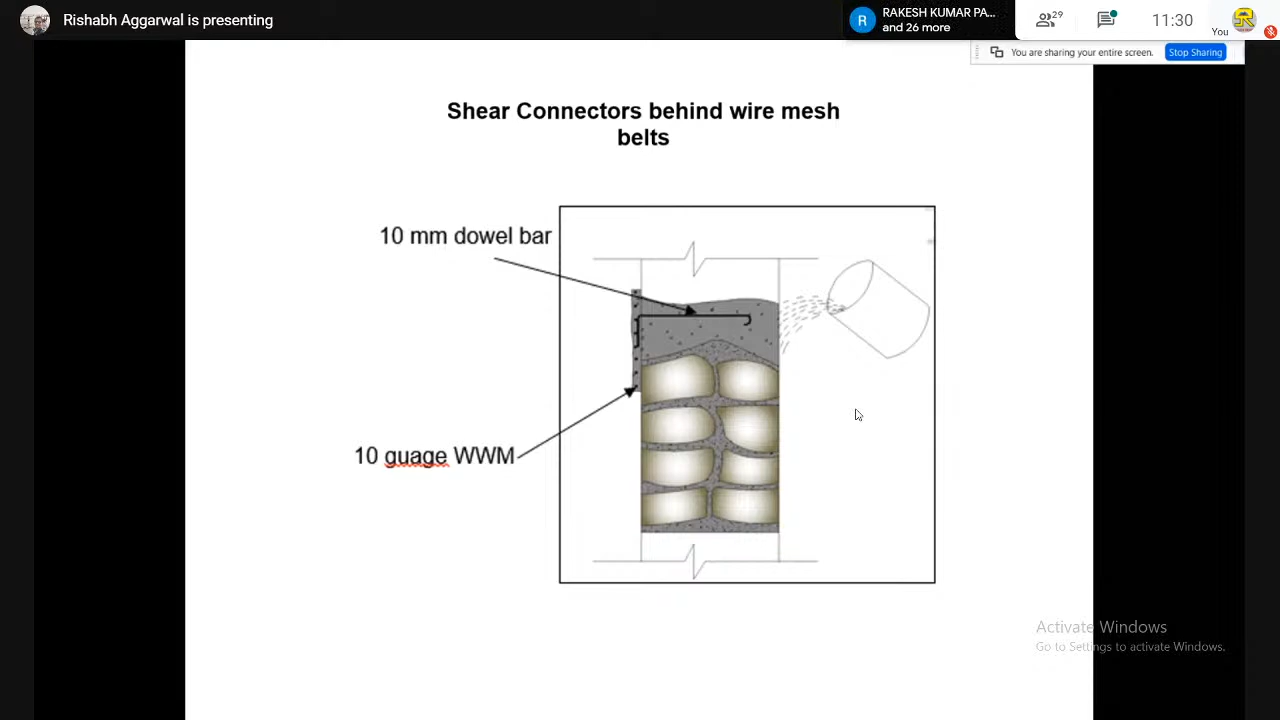 Rishabh Aggarwal is presenting
R
RAKESH KUMAR PA...
and 26 more
29
11:30
You
You are sharing your entire screen.
Stop Sharing
Shear Connectors behind wire mesh
belts
10 mm dowel bar
10 guage WWM
Activate Windows
Go to Settings to activate Windows.